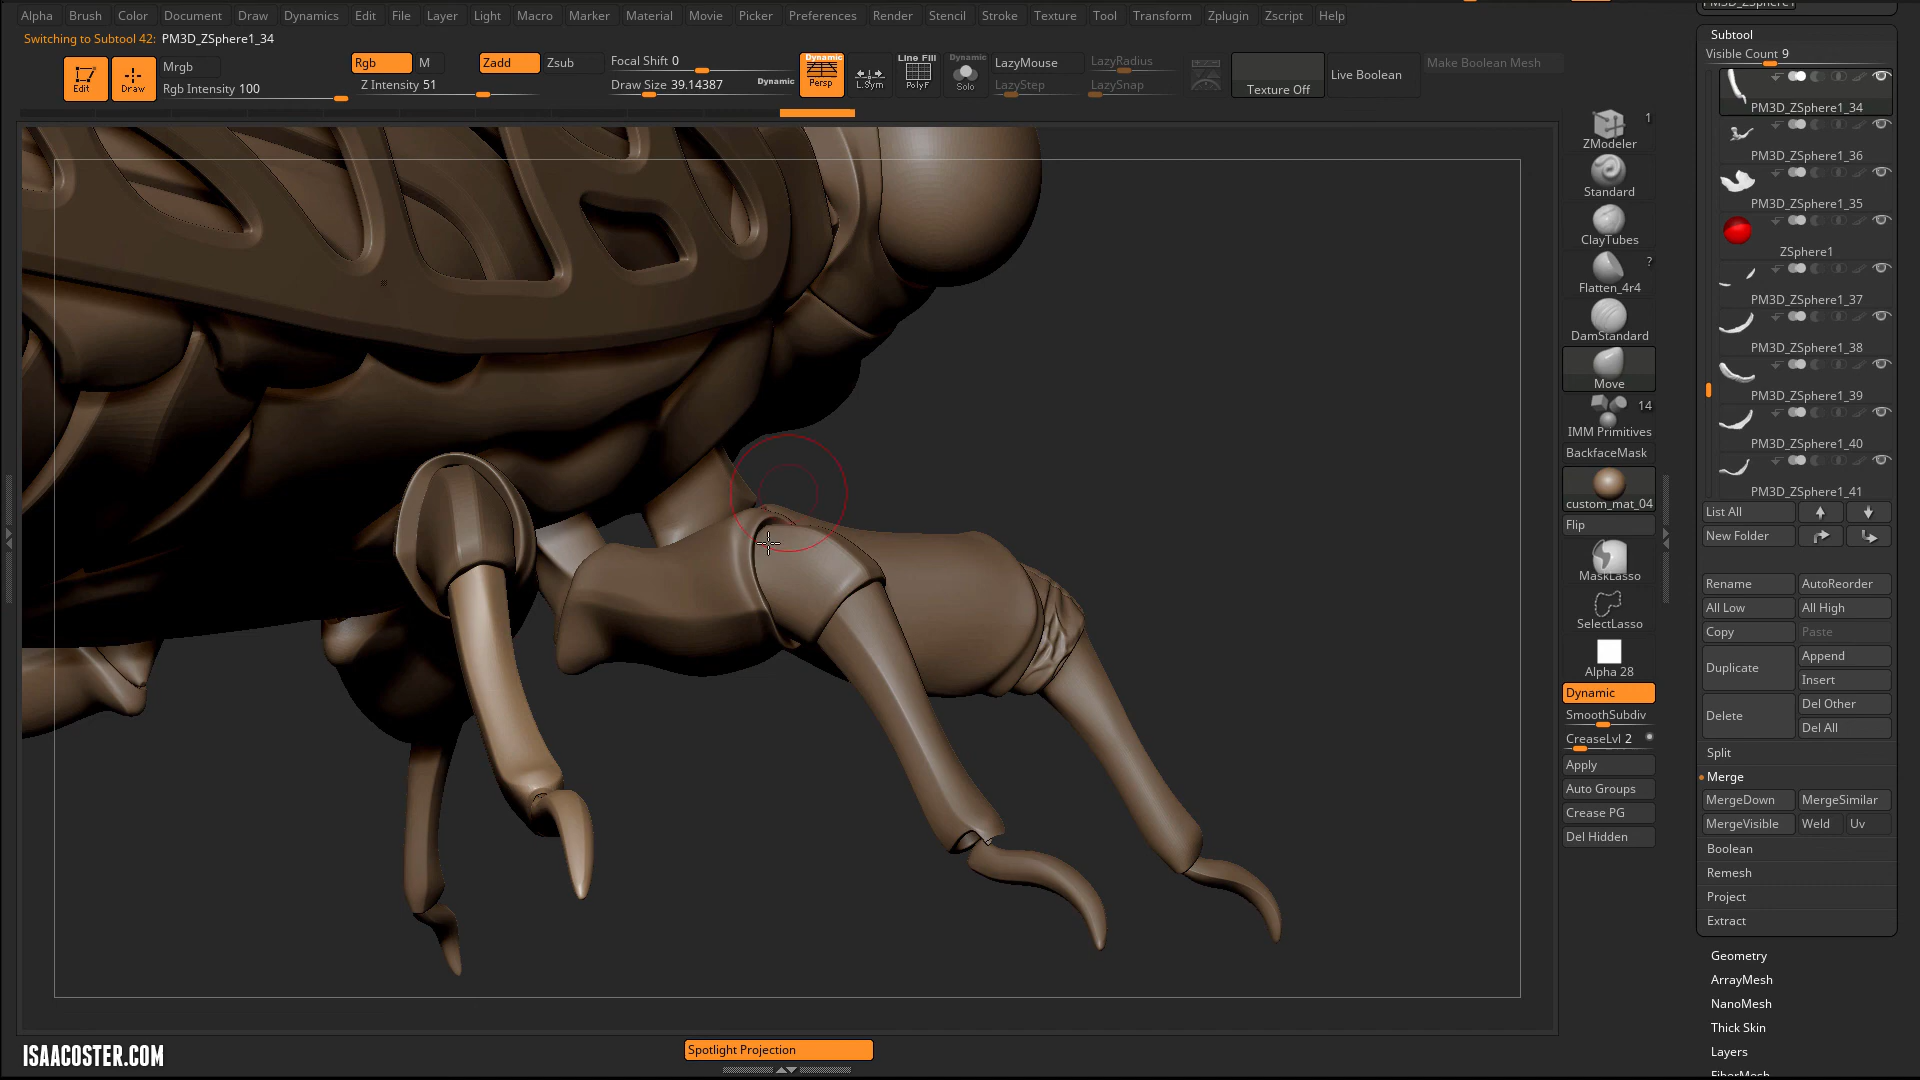 Alpha Brush Color Document Draw Dynamics Edit File Layer Light Macro Marker Material Movie Picker Preferences Render Stencil Stroke Texture Tool Transform Zplugin Zscript Help
Switching to Subtool 42: PM3D_ZSphere1_34
Edit
Draw
Mrgb
Rgb Intensity 100
Rgb
M
Zadd
Zsub
Z Intensity 51
Focal Shift 0
Draw Size 39.14387
Dynamic
Dynamic
Persp
L.Sym
Line Fill
PolyF
Dynamic
Solo
LazyMouse
LazyStep
LazyRadius
LazySnap
Texture Off
Live Boolean
Make Boolean Mesh
1
ZModeler
Standard
ClayTubes
?
Flatten_4r4
DamStandard
Move
14
IMM Primitives
BackfaceMask
custom_mat_04
Flip
MaskLasso
SelectLasso
Alpha 28
Dynamic
SmoothSubdiv
CreaseLvl 2
Apply
Auto Groups
Crease PG
Del Hidden
PM3D_ZSphere1
Subtool
Visible Count 9
PM3D_ZSphere1_34
PM3D_ZSphere1_36
PM3D_ZSphere1_35
ZSphere1
PM3D_ZSphere1_37
PM3D_ZSphere1_38
PM3D_ZSphere1_39
PM3D_ZSphere1_40
PM3D_ZSphere1_41
List All
New Folder
Rename AutoReorder
All Low All High
Copy Paste
Duplicate
Append
Insert
Delete
Del Other
Del All
Split
Merge
MergeDown MergeSimilar
MergeVisible Weld Uv
Boolean
Remesh
Project
Extract
Geometry
ArrayMesh
NanoMesh
Thick Skin
Layers
FiberMesh
ISAACOSTER.COM
Spotlight Projection